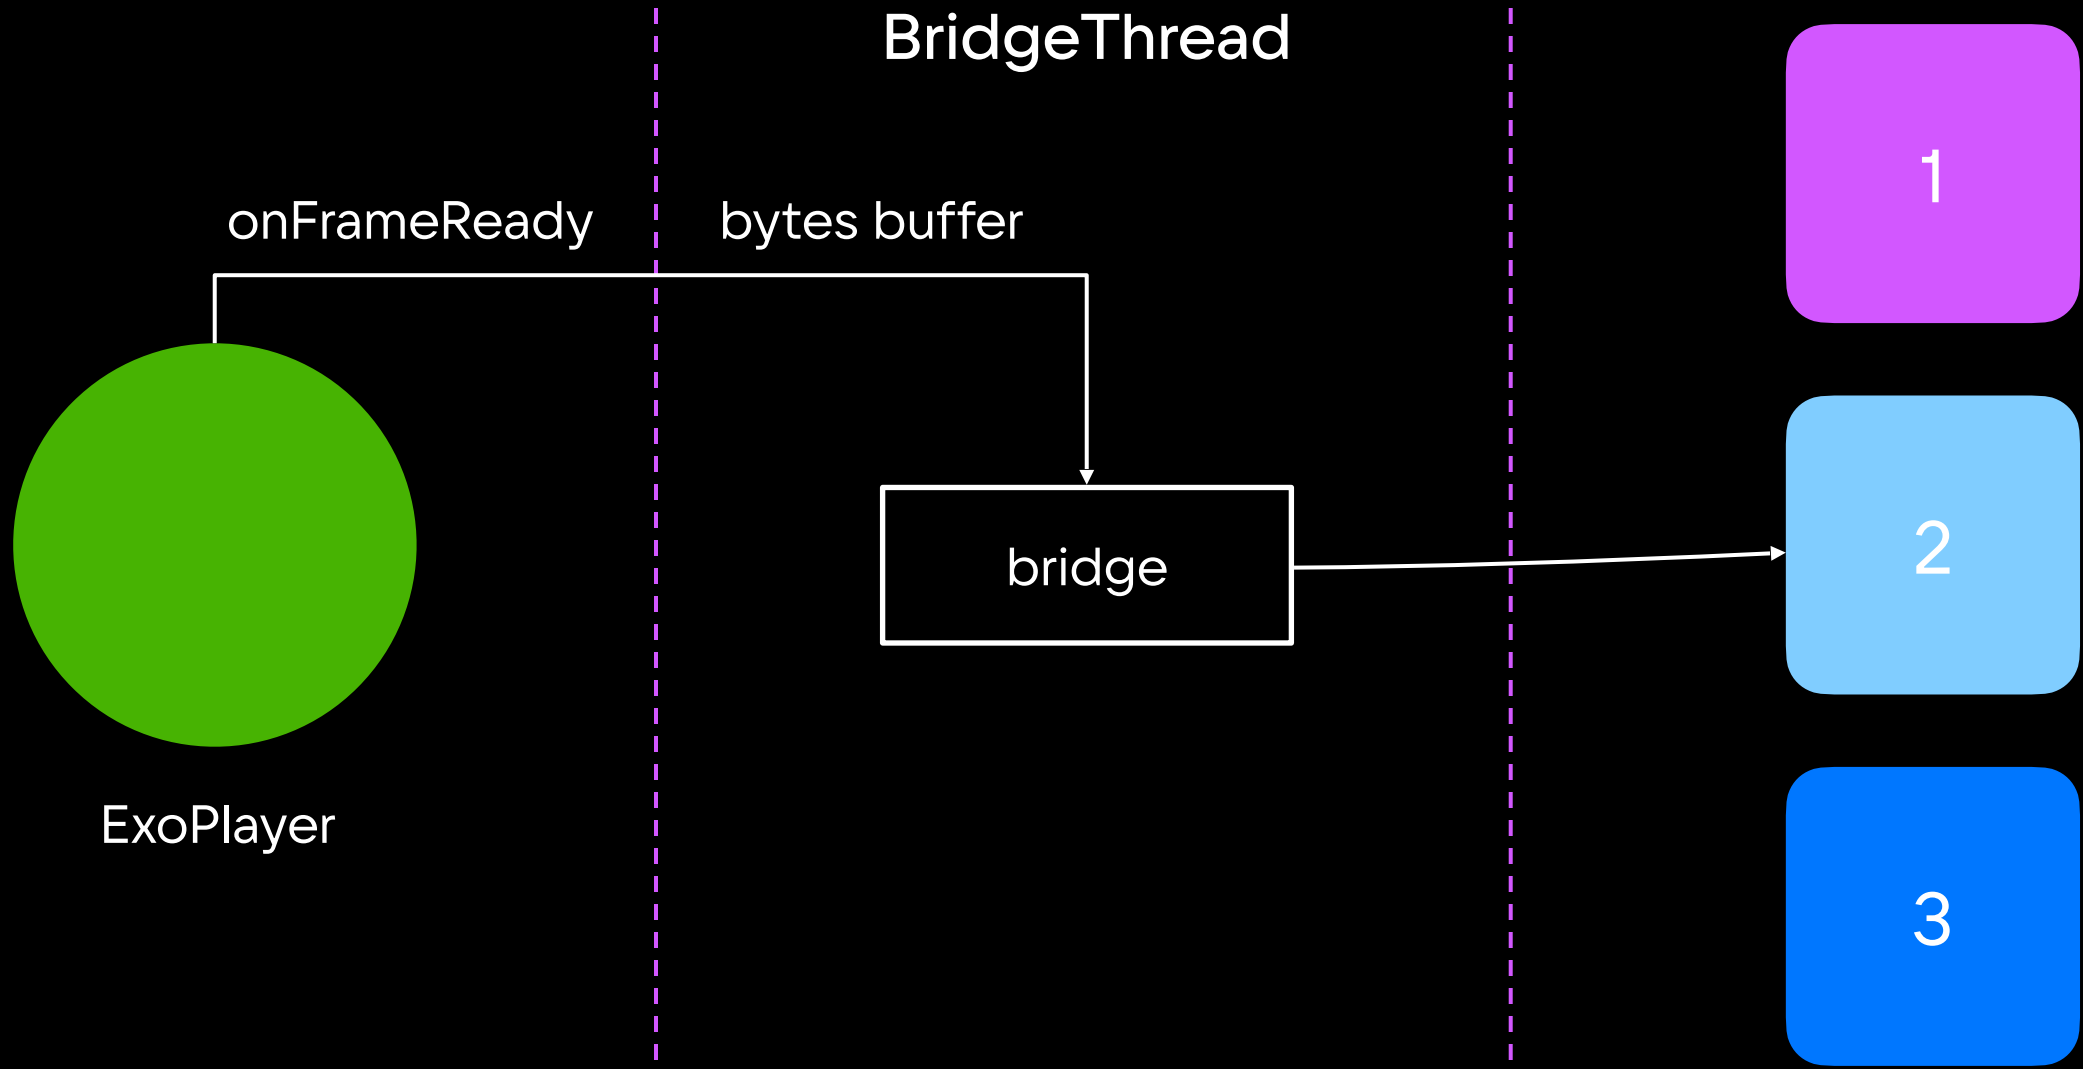 BridgeThread
onFrameReady
bytes buffer
bridge
ExoPlayer
1
2
3